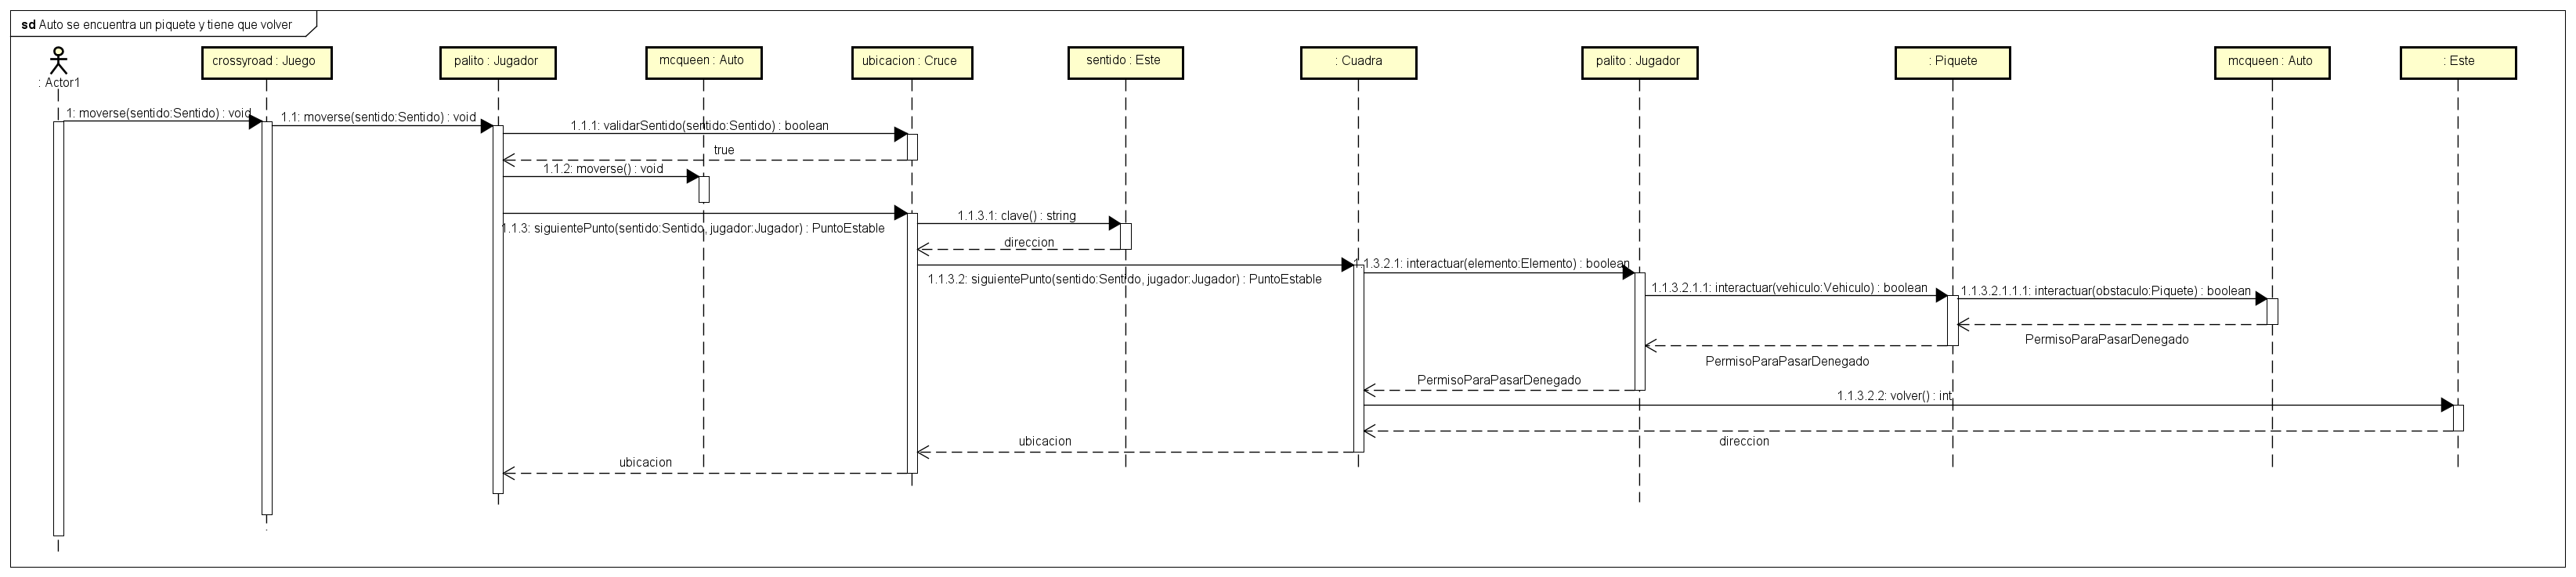 sd Auto se encuentra un piquete y tiene que volver
: Actor1
crossyroad : Juego
palito : Jugador
mcqueen : Auto
ubicacion : Cruce
sentido : Este
: Cuadra
palito : Jugador
: Piquete
mcqueen : Auto
: Este
1: moverse(sentido:Sentido) : void
1.1: moverse(sentido:Sentido) : void
1.1.1: validarSentido(sentido:Sentido) : boolean
true
1.1.2: moverse() : void
1.1.3: siguientePunto(sentido:Sentido, jugador:Jugador) : PuntoEstable
1.1.3.1: clave() : string
direccion
1.1.3.2: siguientePunto(sentido:Sentido, jugador:Jugador) : PuntoEstable
1.1.3.2.1: interactuar(elemento:Elemento) : boolean
1.1.3.2.1.1: interactuar(vehiculo:Vehiculo) : boolean
1.1.3.2.1.1.1: interactuar(obstaculo:Piquete) : boolean
PermisoParaPasarDenegado
PermisoParaPasarDenegado
PermisoParaPasarDenegado
1.1.3.2.2: volver() : int
direccion
ubicacion
ubicacion